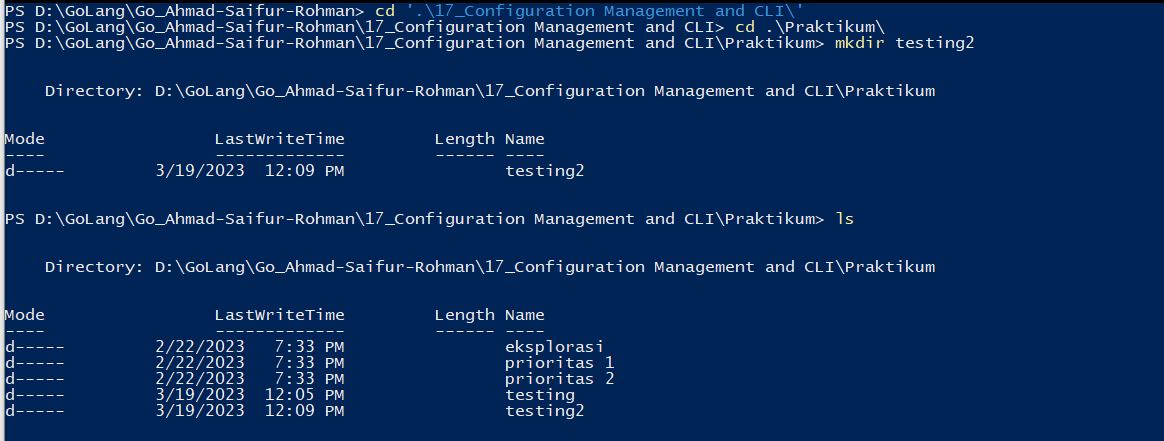 PS D:\GoLang\Go_Ahmad-Saifur-Rohman> cd '.\17_Configuration Management and CLI\'
PS D:\GoLang\Go_Ahmad-Saifur-Rohman\17_Configuration Management and CLI> cd .\Praktikum\
PS D:\GoLang\Go_Ahmad-Saifur-Rohman\17_Configuration Management and CLI\Praktikum> mkdir testing2
    Directory: D:\GoLang\Go_Ahmad-Saifur-Rohman\17_Configuration Management and CLI\Praktikum
Mode                 LastWriteTime         Length Name
----                 -------------         ------ ----
d-----         3/19/2023  12:09 PM                testing2
PS D:\GoLang\Go_Ahmad-Saifur-Rohman\17_Configuration Management and CLI\Praktikum> ls
    Directory: D:\GoLang\Go_Ahmad-Saifur-Rohman\17_Configuration Management and CLI\Praktikum
Mode                 LastWriteTime         Length Name
----                 -------------         ------ ----
d-----         2/22/2023   7:33 PM                eksplorasi
d-----         2/22/2023   7:33 PM                prioritas 1
d-----         2/22/2023   7:33 PM                prioritas 2
d-----         3/19/2023  12:05 PM                testing
d-----         3/19/2023  12:09 PM                testing2